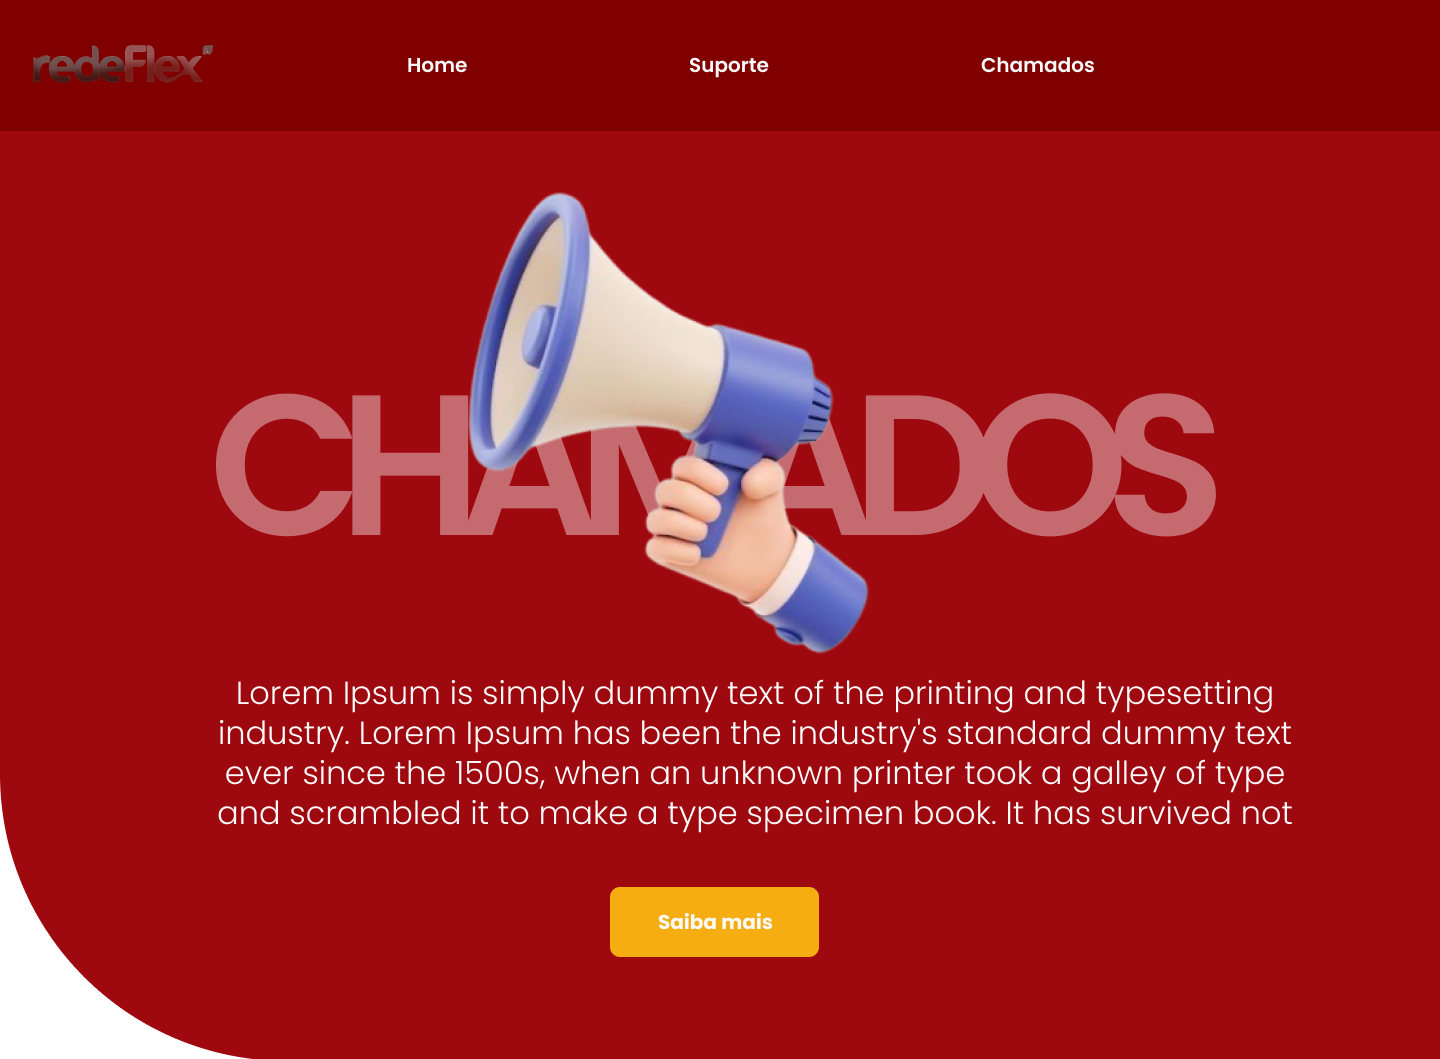 redeFlex
Home
Suporte
Chamados
CHAMADOS
Lorem Ipsum is simply dummy text of the printing and typesetting
industry. Lorem Ipsum has been the industry's standard dummy text
ever since the 1500s, when an unknown printer took a galley of type
and scrambled it to make a type specimen book. It has survived not
Saiba mais